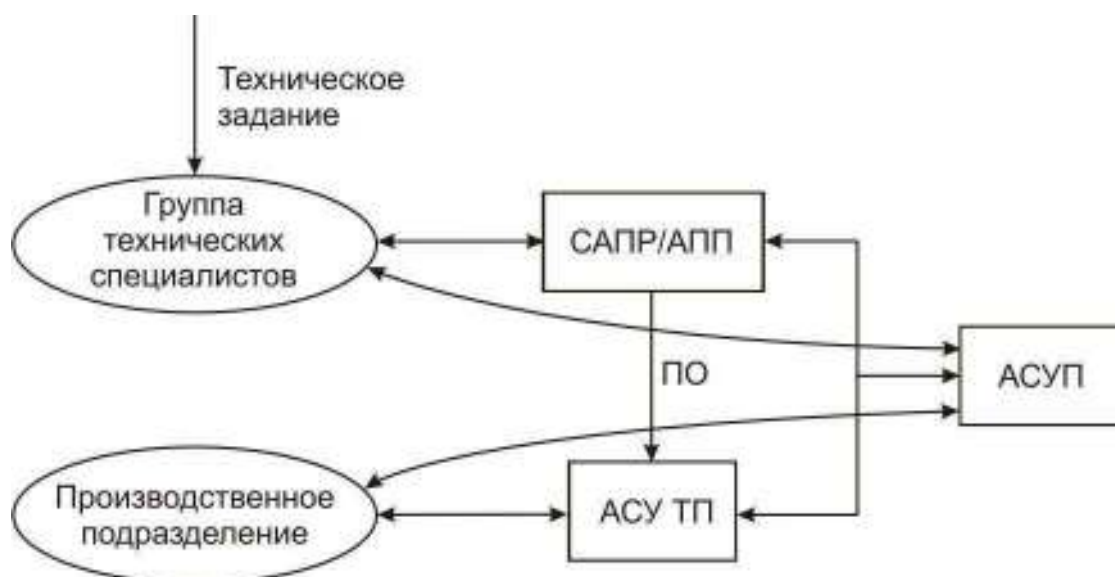 Техническое
задание
Группа
технических
специалистов
САПР/АПП
АСУП
ПО
Производственное
подразделение
АСУ ТП